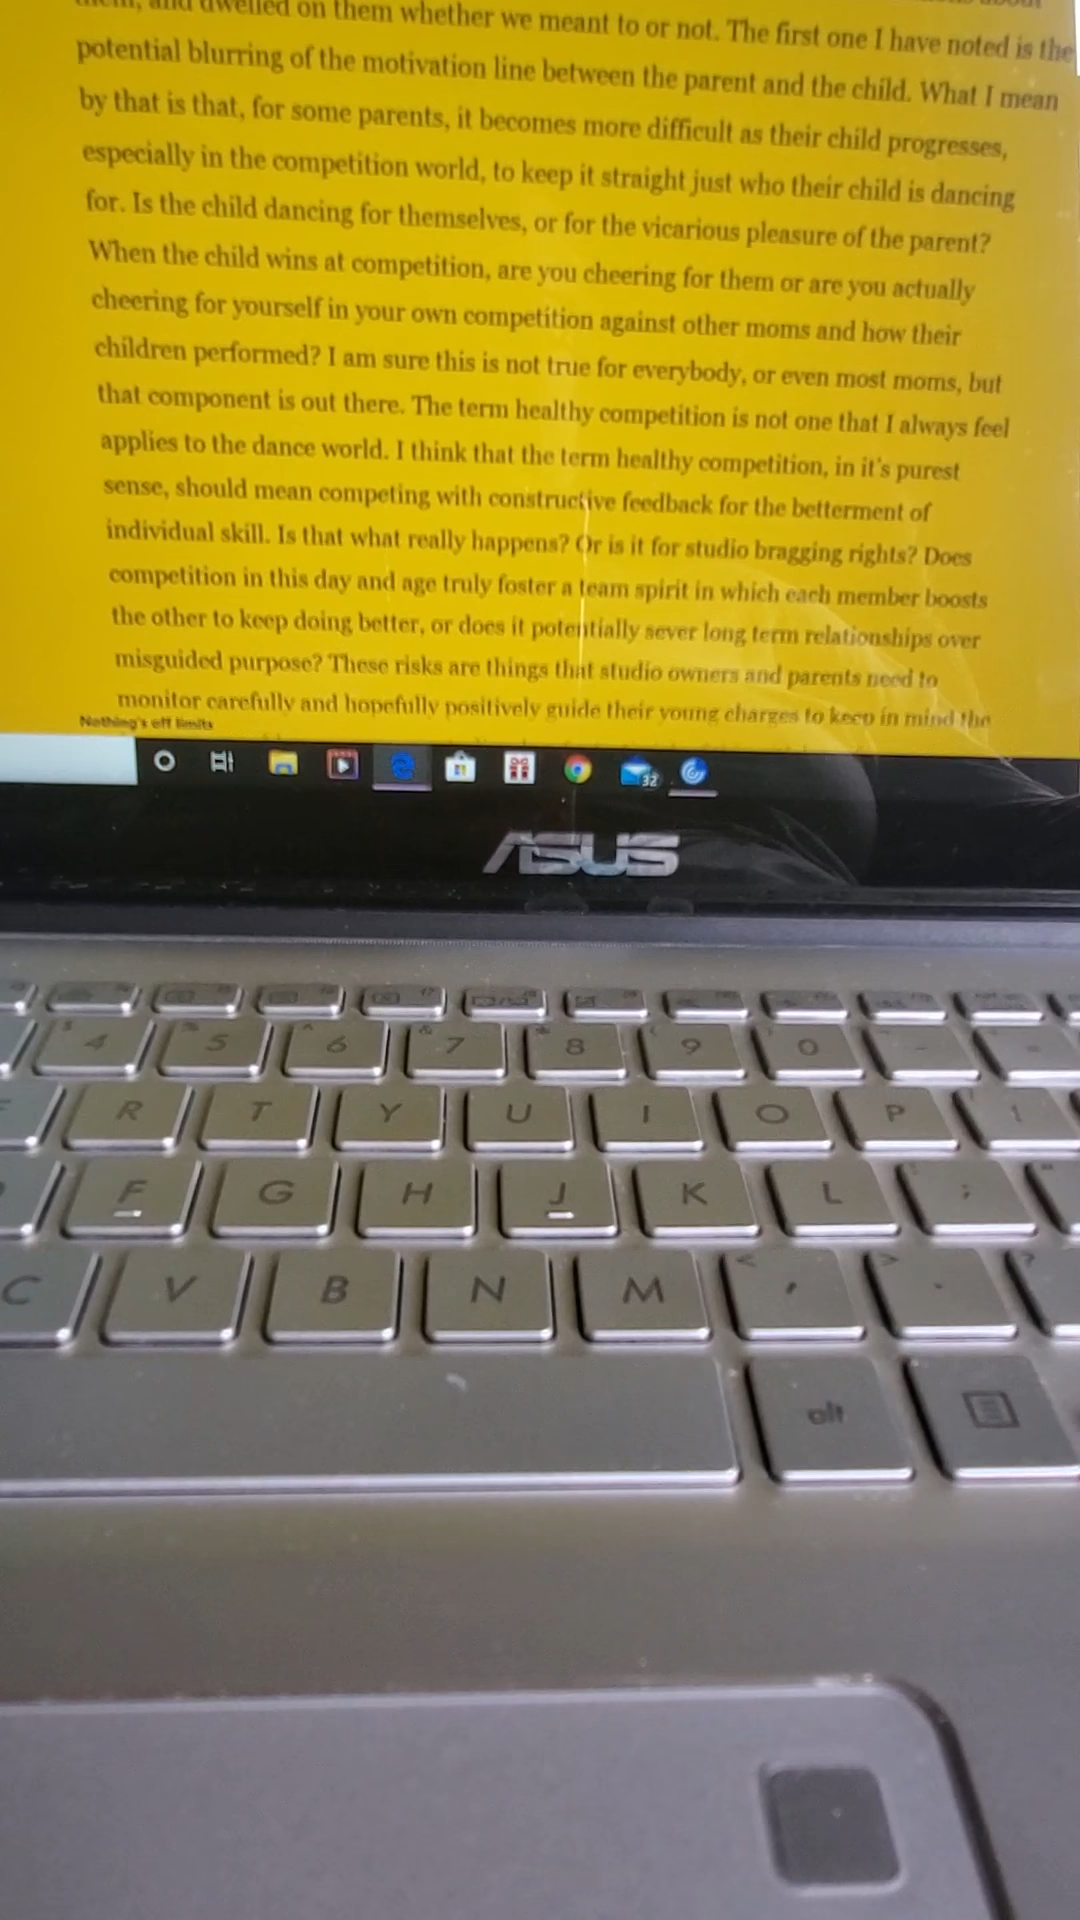 and dwelled on them whether we meant to or not. The first one I have noted is the
potential blurring of the motivation line between the parent and the child. What I mean
by that is that, for some parents, it becomes more difficult as their child progresses,
especially in the competition world, to keep it straight just who their child is dancing
for. Is the child dancing for themselves, or for the vicarious pleasure of the parent?
When the child wins at competition, are you cheering for them or are you actually
cheering for yourself in your own competition against other moms and how their
children performed? I am sure this is not true for everybody, or even most moms, but
that component is out there. The term healthy competition is not one that I always feel
applies to the dance world. I think that the term healthy competition, in it's purest
sense, should mean competing with constructive feedback for the betterment of
individual skill. Is that what really happens? Or is it for studio bragging rights? Does
competition in this day and age truly foster a team spirit in which each member boosts
the other to keep doing better, or does it potentially sever long term relationships over
misguided purpose? These risks are things that studio owners and parents need to
monitor carefully and hopefully positively guide their young charges to keep in mind the
Nothing's off limits
32
ASUS
$ 4 % 5 ^ 6 & 7 * 8 ( 9 ) 0 - =
R T Y U I O P [
F G H J K L ;
C V B N M < , > . ?
alt